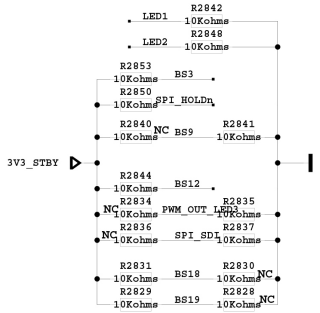 R2842
LED1
10Kohms
R2848
LED2
10Kohms
R2853
10Kohms BS3
R2850
10Kohms SPI_HOLDn
R2840 R2841
10Kohms NC BS9 10Kohms
3V3_STBY
R2844
10Kohms BS12
R2834 R2835
NC 10Kohms PWM_OUT_LED3 10Kohms
R2836 R2837
NC 10Kohms SPI_SDI 10Kohms
R2831 R2830
10Kohms BS18 10Kohms NC
R2829 R2828
10Kohms BS19 10Kohms NC